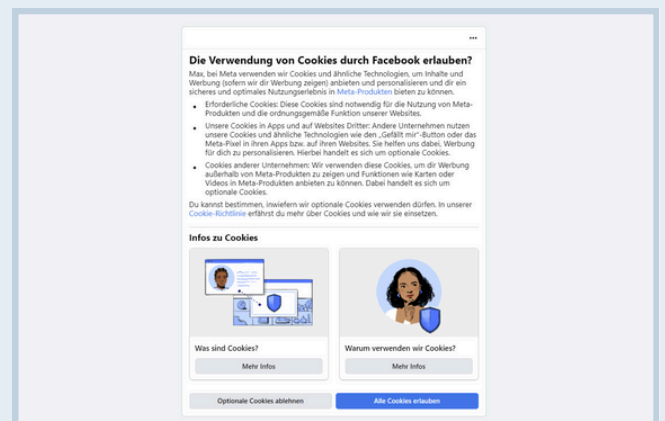 Die Verwendung von Cookies durch Facebook erlauben?
Max, bei Meta verwenden wir Cookies und ähnliche Technologien, um Inhalte und
Werbung (sofern wir dir Werbung zeigen) anbieten und personalisieren und dir ein
sicheres und optimales Nutzungserlebnis in Meta-Produkten bieten zu können.
• Erforderliche Cookies: Diese Cookies sind notwendig für die Nutzung von Meta-
Produkten und die ordnungsgemäße Funktion unserer Websites.
• Unsere Cookies in Apps und auf Websites Dritter: Andere Unternehmen nutzen
unsere Cookies und ähnliche Technologien wie den „Gefällt mir“-Button oder das
Meta-Pixel in ihren Apps bzw. auf ihren Websites. Sie helfen uns dabei, Werbung
für dich zu personalisieren. Hierbei handelt es sich um optionale Cookies.
• Cookies anderer Unternehmen: Wir verwenden diese Cookies, um dir Werbung
außerhalb von Meta-Produkten zu zeigen und Funktionen wie Karten oder
Videos in Meta-Produkten anbieten zu können. Dabei handelt es sich um
optionale Cookies.
Du kannst bestimmen, inwiefern wir optionale Cookies verwenden dürfen. In unserer
Cookie-Richtlinie erfährst du mehr über Cookies und wie wir sie einsetzen.
Infos zu Cookies
Was sind Cookies?
Mehr Infos
Warum verwenden wir Cookies?
Mehr Infos
Optionale Cookies ablehnen
Alle Cookies erlauben